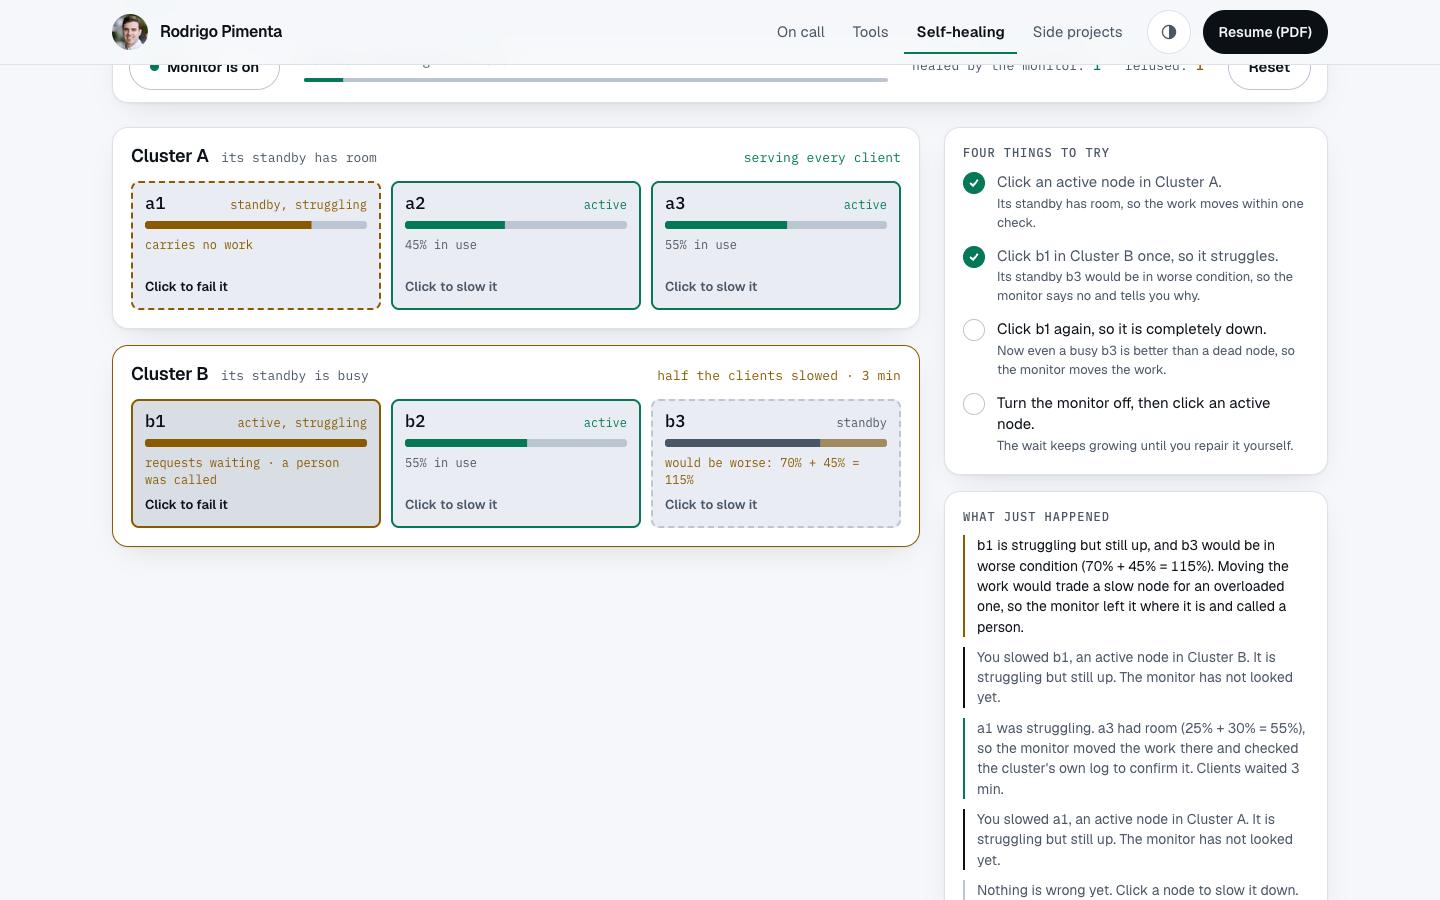 Rodrigo Pimenta
On call
Tools
Self-healing
Side projects
Resume (PDF)
Monitor is on
healed by the monitor: 1
refused: 1
Reset
Cluster A its standby has room
serving every client
a1 standby, struggling
carries no work
Click to fail it
a2 active
45% in use
Click to slow it
a3 active
55% in use
Click to slow it
Cluster B its standby is busy
half the clients slowed · 3 min
b1 active, struggling
requests waiting · a person
was called
Click to fail it
b2 active
55% in use
Click to slow it
b3 standby
would be worse: 70% + 45% =
115%
Click to slow it
FOUR THINGS TO TRY
Click an active node in Cluster A.
Its standby has room, so the work moves within one
check.
Click b1 in Cluster B once, so it struggles.
Its standby b3 would be in worse condition, so the
monitor says no and tells you why.
Click b1 again, so it is completely down.
Now even a busy b3 is better than a dead node, so
the monitor moves the work.
Turn the monitor off, then click an active
node.
The wait keeps growing until you repair it yourself.
WHAT JUST HAPPENED
b1 is struggling but still up, and b3 would be in
worse condition (70% + 45% = 115%). Moving the
work would trade a slow node for an overloaded
one, so the monitor left it where it is and called a
person.
You slowed b1, an active node in Cluster B. It is
struggling but still up. The monitor has not looked
yet.
a1 was struggling. a3 had room (25% + 30% = 55%),
so the monitor moved the work there and checked
the cluster's own log to confirm it. Clients waited 3
min.
You slowed a1, an active node in Cluster A. It is
struggling but still up. The monitor has not looked
yet.
Nothing is wrong yet. Click a node to slow it down.